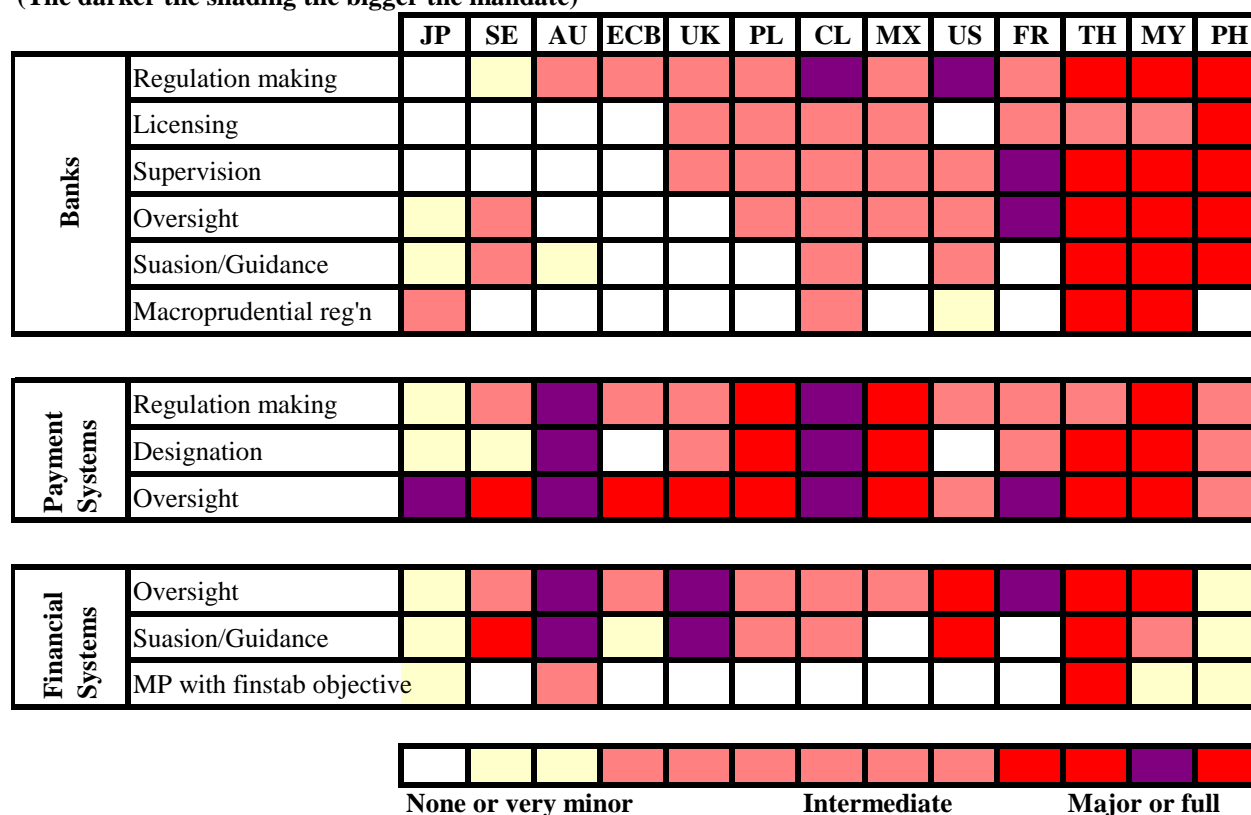 (The darker the shading the bigger the mandate)
JP SE AU ECB UK PL CL MX US FR TH MY PH
Banks
Regulation making
Licensing
Supervision
Oversight
Suasion/Guidance
Macroprudential reg'n
Payment
Systems
Regulation making
Designation
Oversight
Financial
Systems
Oversight
Suasion/Guidance
MP with finstab objective
None or very minor Intermediate Major or full